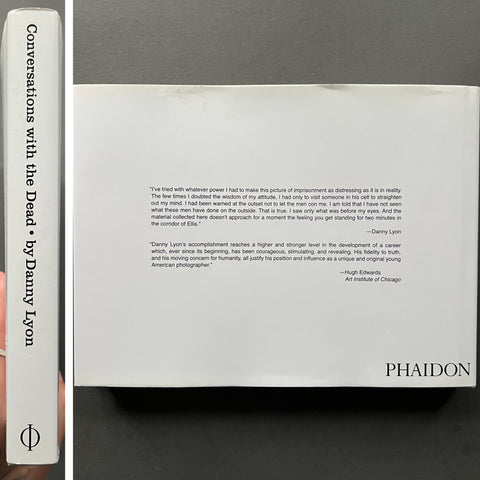 Conversations with the Dead • by Danny Lyon
"I've tried with whatever power I had to make this picture of imprisonment as distressing as it is in reality.
The few times I doubted the wisdom of my attitude, I had only to visit someone in his cell to straighten
out my mind. I had been warned at the outset not to let the men con me. I am told that I have not seen
what these men have done on the outside. That is true. I saw only what was before my eyes. And the
material collected here doesn't approach for a moment the feeling you get standing for two minutes in
the corridor of Ellis."
—Danny Lyon
"Danny Lyon's accomplishment reaches a higher and stronger level in the development of a career
which, ever since its beginning, has been courageous, stimulating, and revealing. His fidelity to truth,
and his moving concern for humanity, all justify his position and influence as a unique and original young
American photographer."
—Hugh Edwards
Art Institute of Chicago
PHAIDON